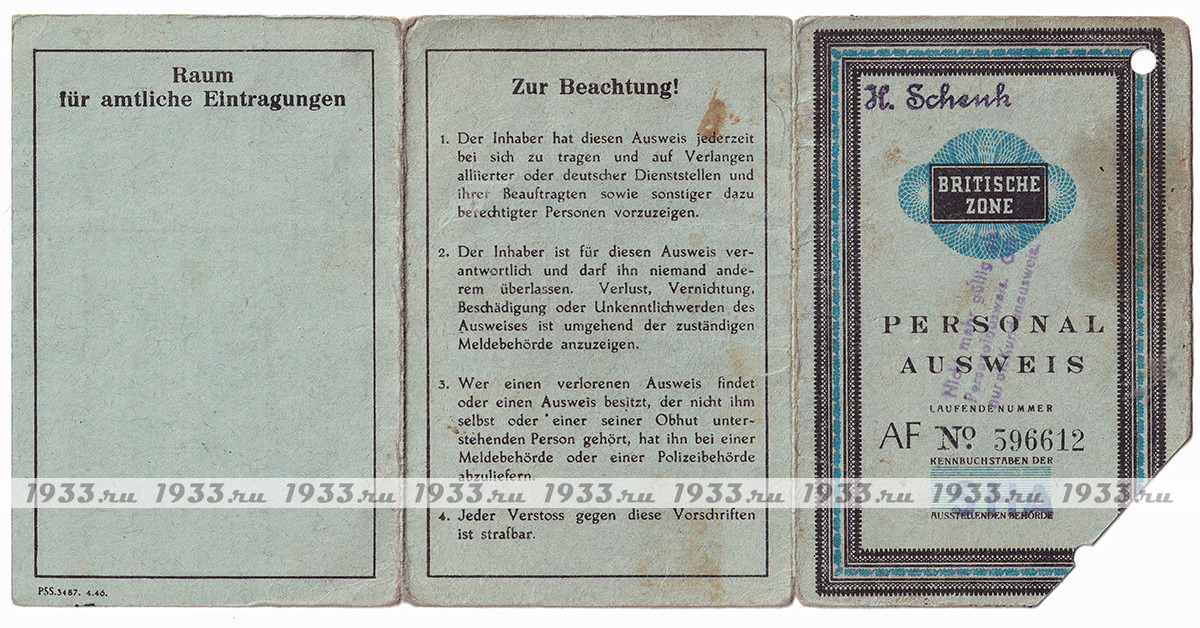 Raum
für amtliche Eintragungen
PSS.3487. 4.46.
Zur Beachtung!
1. Der Inhaber hat diesen Ausweis jederzeit
bei sich zu tragen und auf Verlangen
alliierter oder deutscher Dienststellen und
ihrer Beauftragten sowie sonstiger dazu
berechtigter Personen vorzuzeigen.
2. Der Inhaber ist für diesen Ausweis ver-
antwortlich und darf ihn niemand ande-
rem überlassen. Verlust, Vernichtung,
Beschädigung oder Unkenntlichwerden des
Ausweises ist umgehend der zuständigen
Meldebehörde anzuzeigen.
3. Wer einen verlorenen Ausweis findet
oder einen Ausweis besitzt, der nicht ihm
selbst oder einer seiner Obhut unter-
stehenden Person gehört, hat ihn bei einer
Meldebehörde oder einer Polizeibehörde
abzuliefern.
4. Jeder Verstoss gegen diese Vorschriften
ist strafbar.
H. Schenk
BRITISCHE
ZONE
mehr gültig
PERSONAL
AUSWEIS
LAUFENDE NUMMER
AF No 596612
KENNBUCHSTABEN DER
AUSSTELLENDEN BEHÖRDE
1933.ru 1933.ru 1933.ru 1933.ru 1933.ru 1933.ru 1933.ru 1933.ru 1933.ru